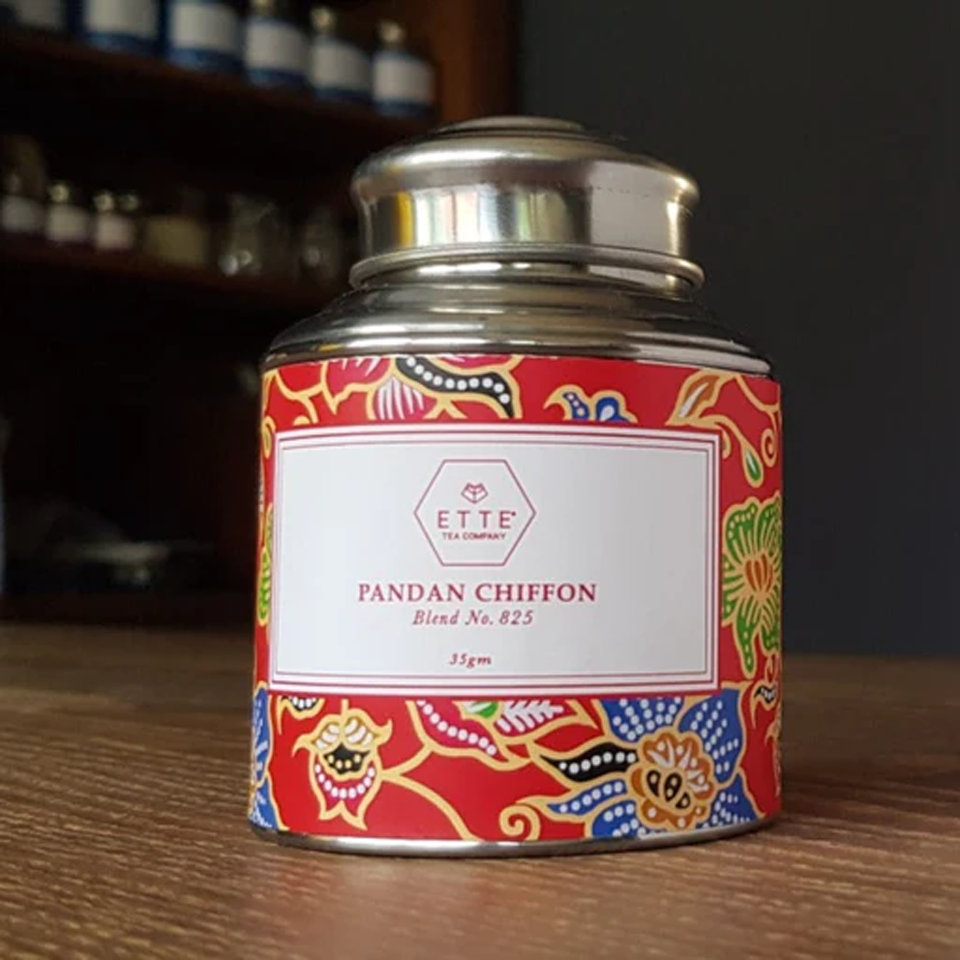 ETTE
TEA COMPANY
PANDAN CHIFFON
Blend No. 825
35gm